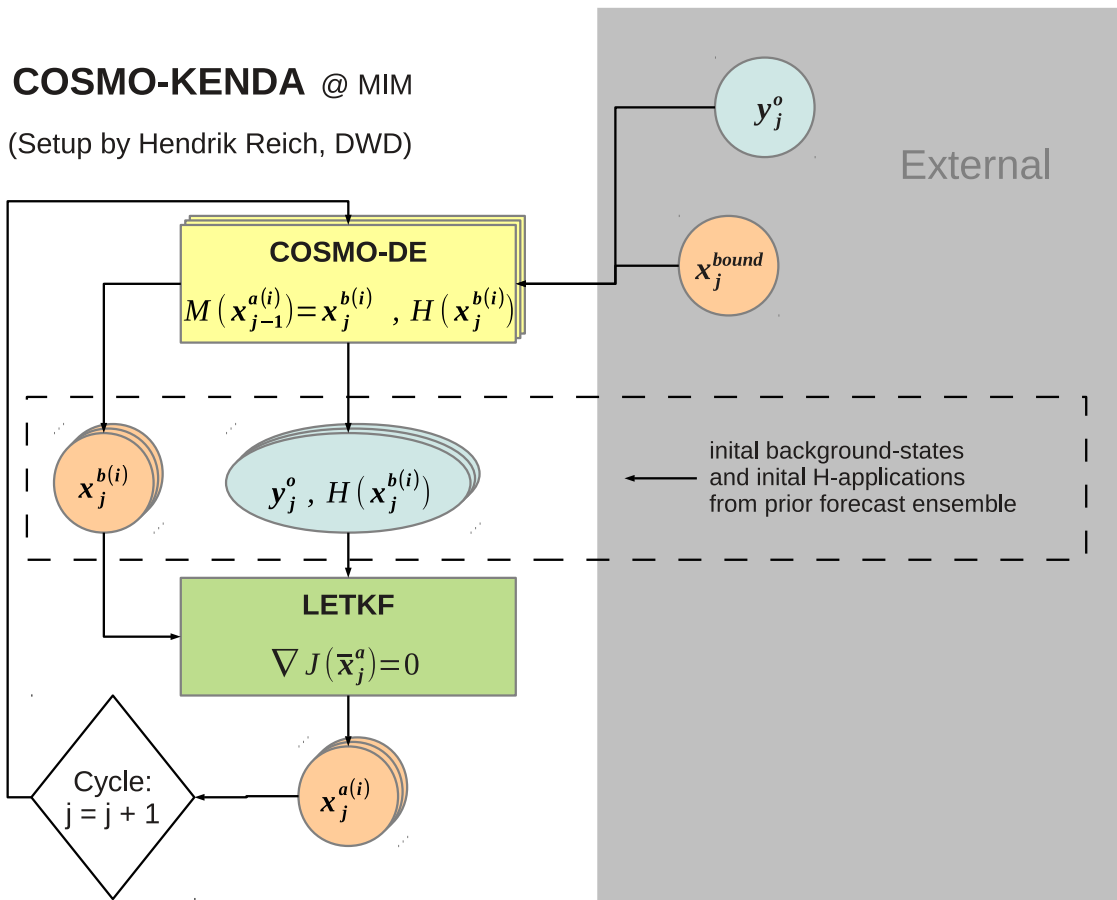 COSMO-KENDA @ MIM
(Setup by Hendrik Reich, DWD)
External
y_j^o
x_j^{bound}
COSMO-DE
M(x_{j-1}^{a(i)})=x_j^{b(i)} , H(x_j^{b(i)})
x_j^{b(i)}
y_j^o , H(x_j^{b(i)})
inital background-states
and inital H-applications
from prior forecast ensemble
LETKF
∇J(x̄_j^a)=0
Cycle:
j = j + 1
x_j^{a(i)}